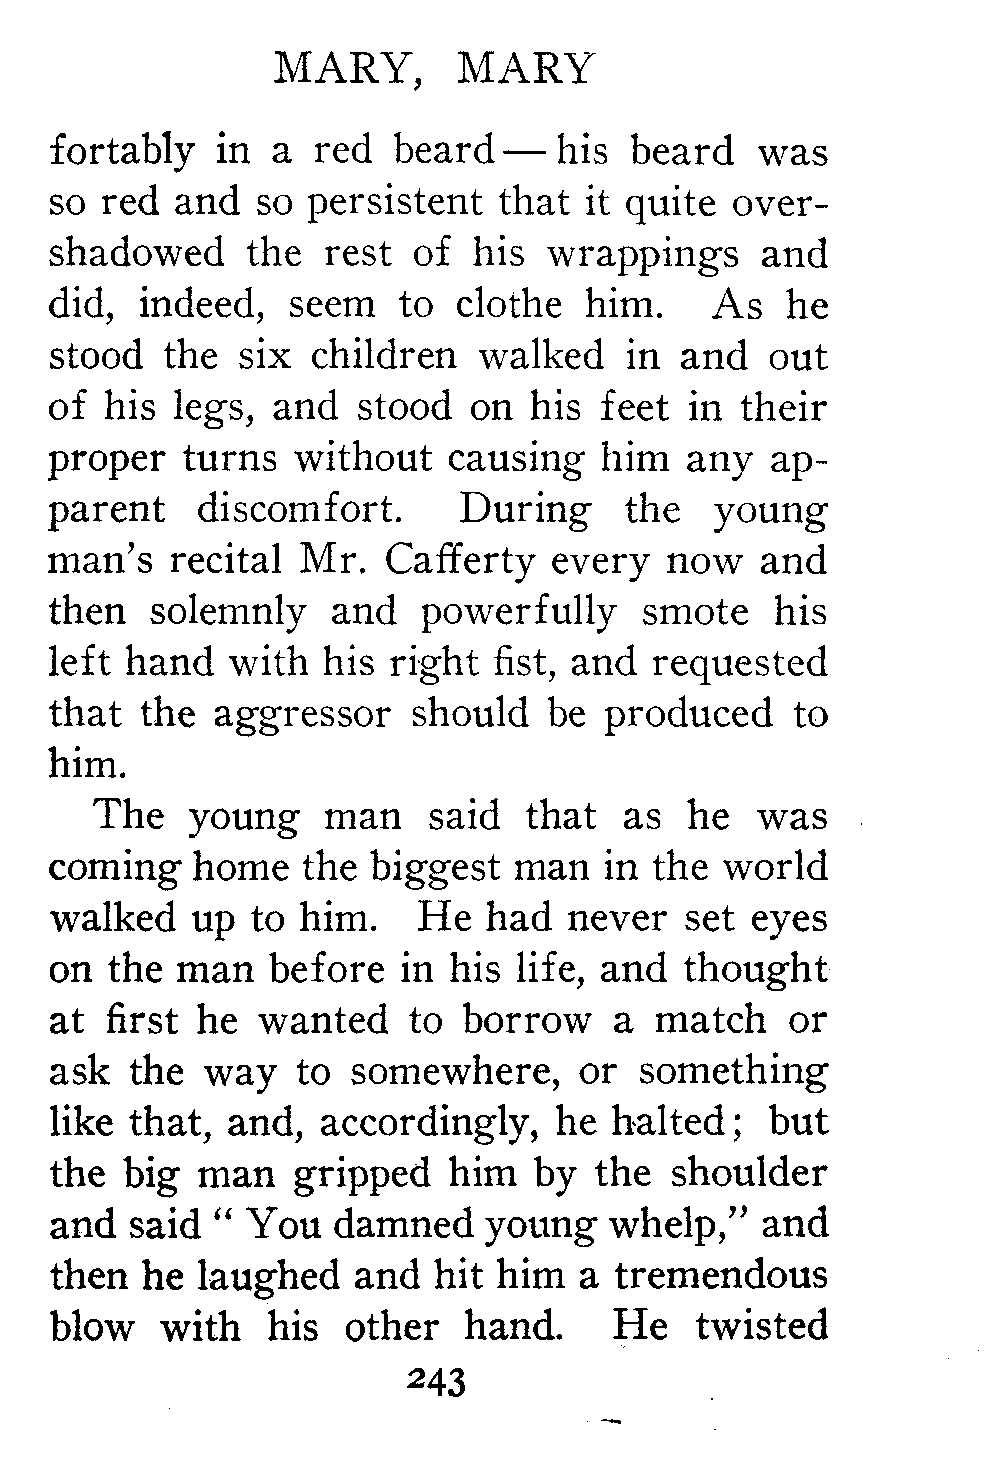 MARY, MARY
fortably in a red beard — his beard was
so red and so persistent that it quite over-
shadowed the rest of his wrappings and
did, indeed, seem to clothe him. As he
stood the six children walked in and out
of his legs, and stood on his feet in their
proper turns without causing him any ap-
parent discomfort. During the young
man's recital Mr. Cafferty every now and
then solemnly and powerfully smote his
left hand with his right fist, and requested
that the aggressor should be produced to
him.
The young man said that as he was
coming home the biggest man in the world
walked up to him. He had never set eyes
on the man before in his life, and thought
at first he wanted to borrow a match or
ask the way to somewhere, or something
like that, and, accordingly, he halted; but
the big man gripped him by the shoulder
and said “ You damned young whelp,” and
then he laughed and hit him a tremendous
blow with his other hand. He twisted
243